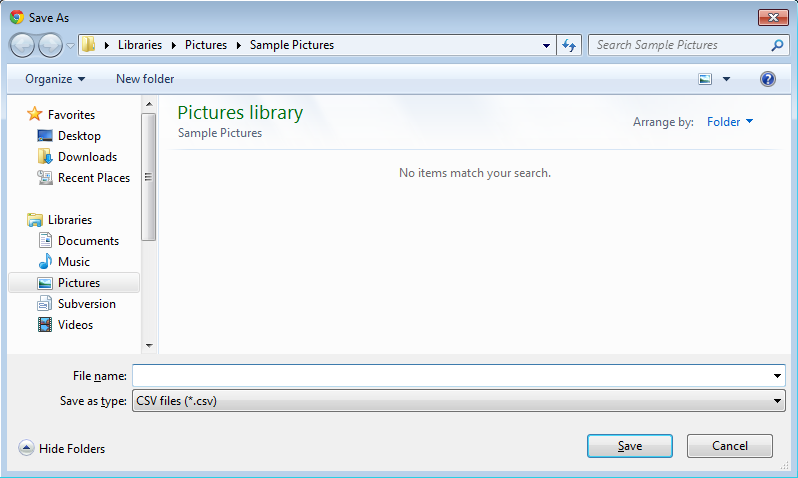 Save As
Libraries Pictures Sample Pictures Search Sample Pictures
Organize New folder
Favorites
Desktop
Downloads
Recent Places
Libraries
Documents
Music
Pictures
Subversion
Videos
Pictures library
Sample Pictures
Arrange by: Folder
No items match your search.
File name:
Save as type: CSV files (*.csv)
Hide Folders Save Cancel